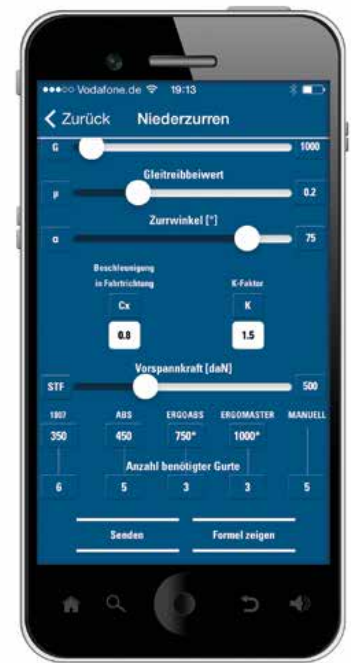 Vodafone.de 19:13
Zurück Niederzurren
G 1000
Gleitreibbeiwert
μ 0.2
Zurrwinkel [°]
α 75
Beschleunigung
in Fahrtrichtung K-Faktor
Cx K
0.8 1.5
Vorspannkraft [daN]
STF 500
1807 ABS ERGOABS ERGOMASTER MANUELL
350 450 750* 1000*
Anzahl benötigter Gurte
6 5 3 3 5
Senden Formel zeigen